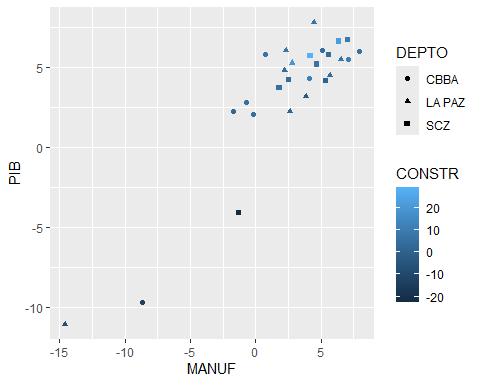 5
0
-5
-10
PIB
-15
-10
-5
0
5
MANUF
DEPTO
CBBA
LA PAZ
SCZ
CONSTR
20
10
0
-10
-20